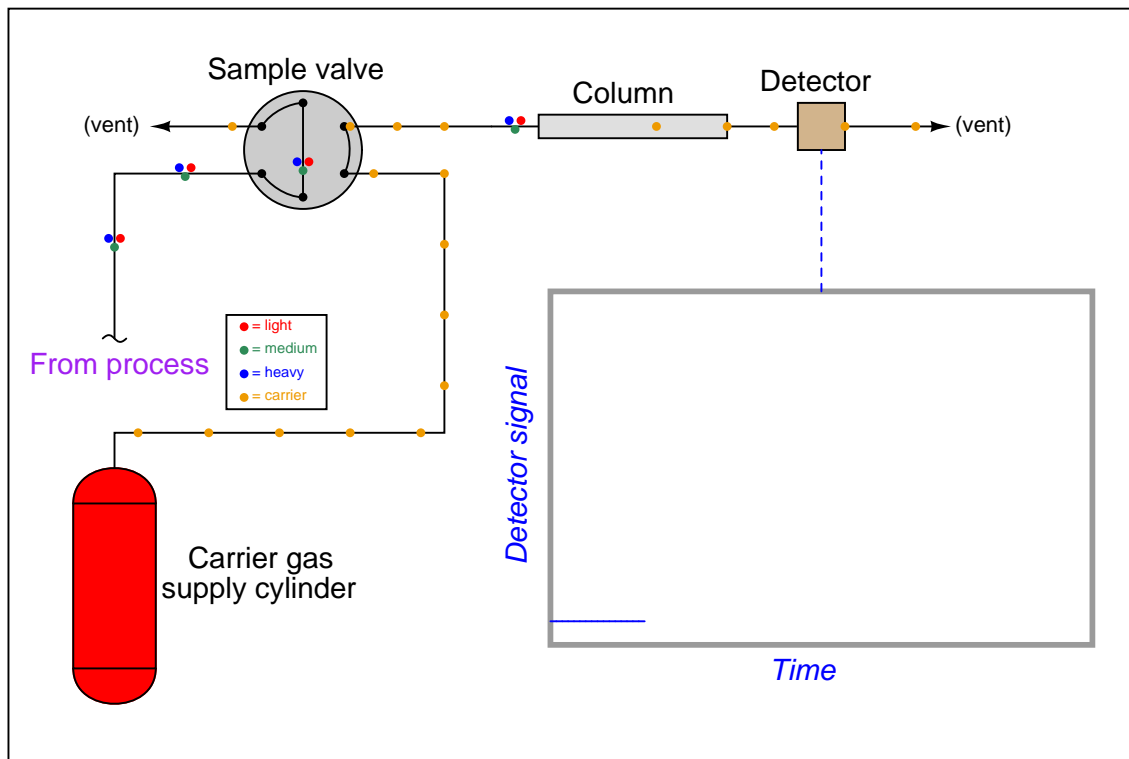 Sample valve
Column
Detector
(vent)
(vent)
From process
= light
= medium
= heavy
= carrier
Detector signal
Carrier gas
supply cylinder
Time